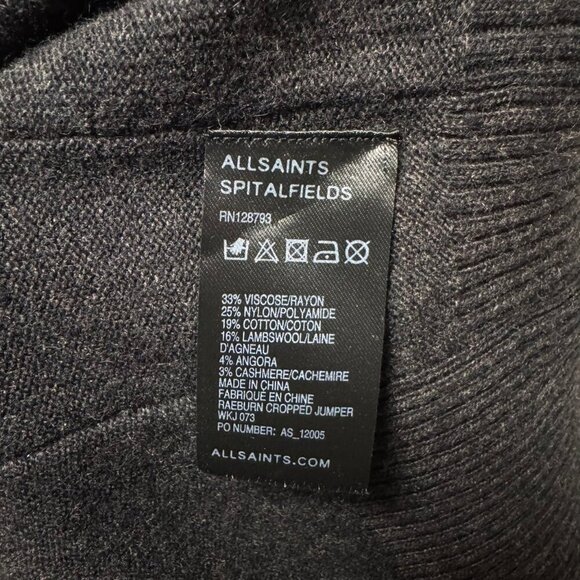 ALLSAINTS
SPITALFIELDS
RN128793
33% VISCOSE/RAYON
25% NYLON/POLYAMIDE
19% COTTON/COTON
16% LAMBSWOOL/LAINE
D'AGNEAU
4% ANGORA
3% CASHMERE/CACHEMIRE
MADE IN CHINA
FABRIQUÉ EN CHINE
RAEBURN CROPPED JUMPER
WKJ 073
PO NUMBER: AS_12005
ALLSAINTS.COM